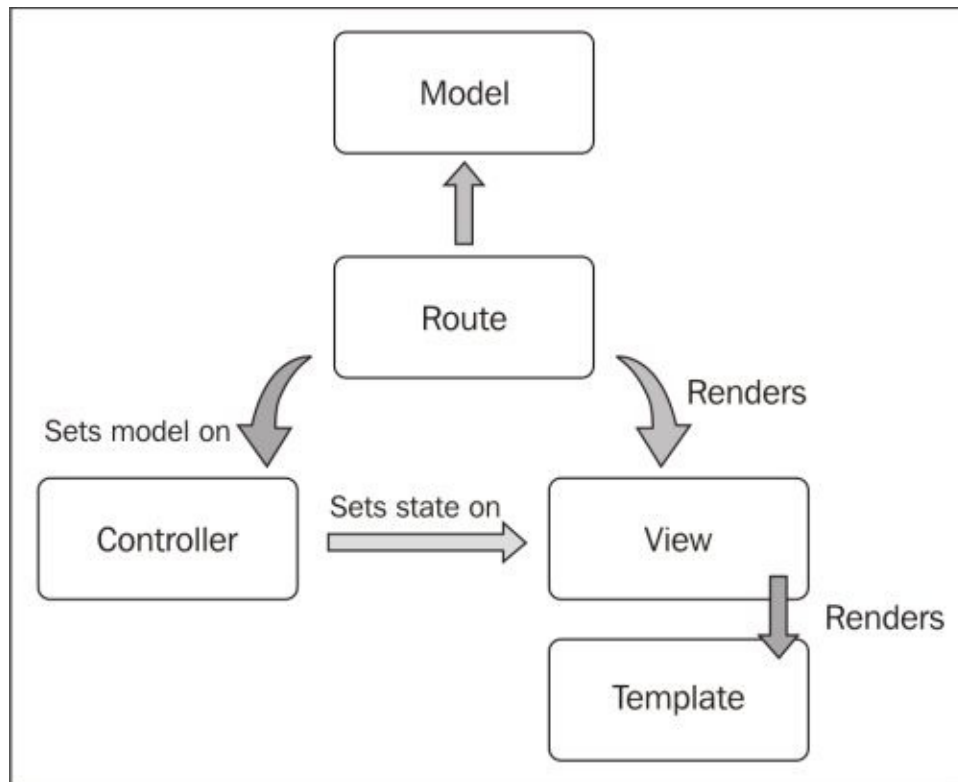 Model
Route
Renders
Sets model on
Sets state on
Controller
View
Renders
Template